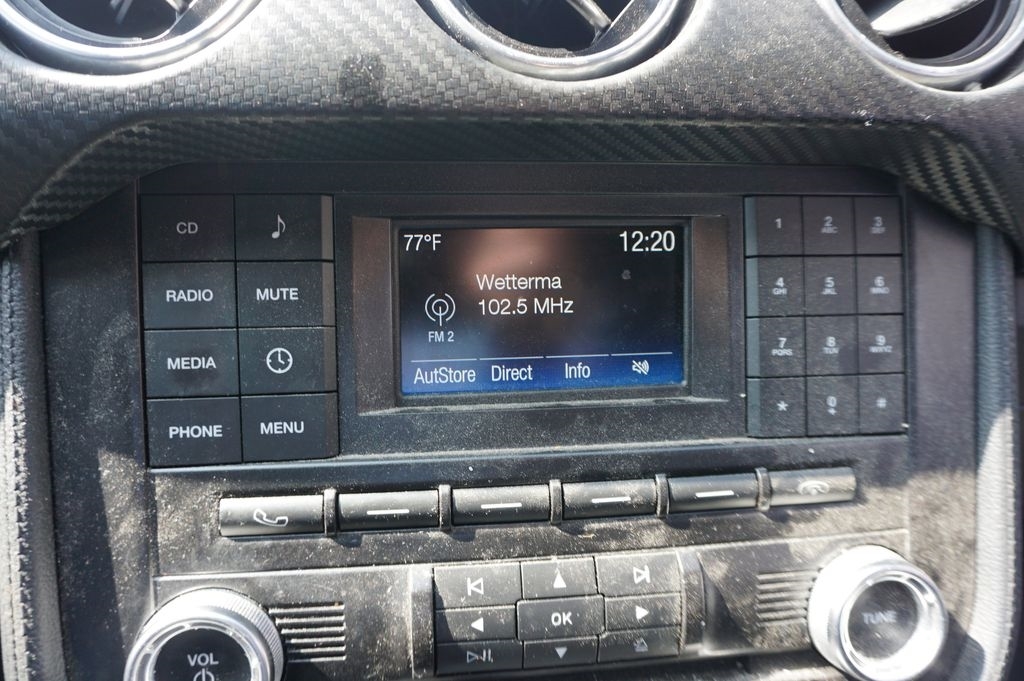 77°F 12:20
Wetterma
102.5 MHz
FM 2
AutStore Direct Info
CD
RADIO MUTE
MEDIA
PHONE MENU
1 2 ABC 3 DEF
4 GHI 5 JKL 6 MNO
7 PQRS 8 TUV 9 WXYZ
* 0 + #
OK
VOL
TUNE